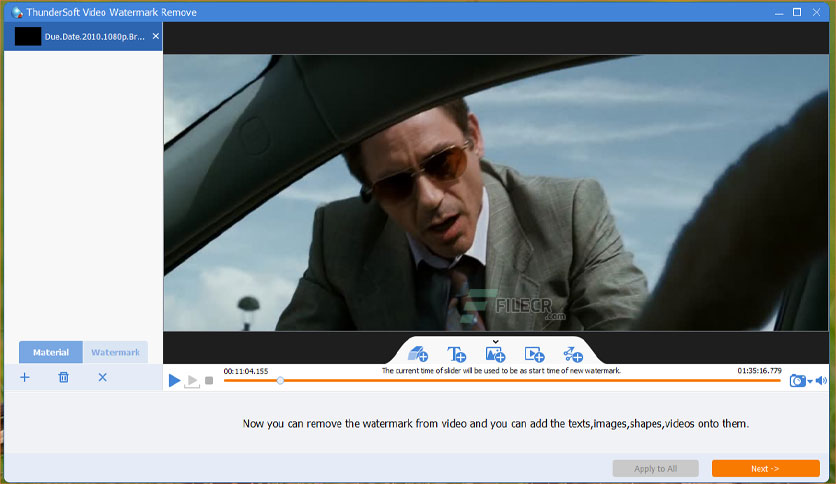 ThunderSoft Video Watermark Remove
Due.Date.2010.1080p.Br...
FILECR
.com
Material
Watermark
00:11:04.155
The current time of slider will be used to be as start time of new watermark.
01:35:16.779
Now you can remove the watermark from video and you can add the texts,images,shapes,videos onto them.
Apply to All
Next ->